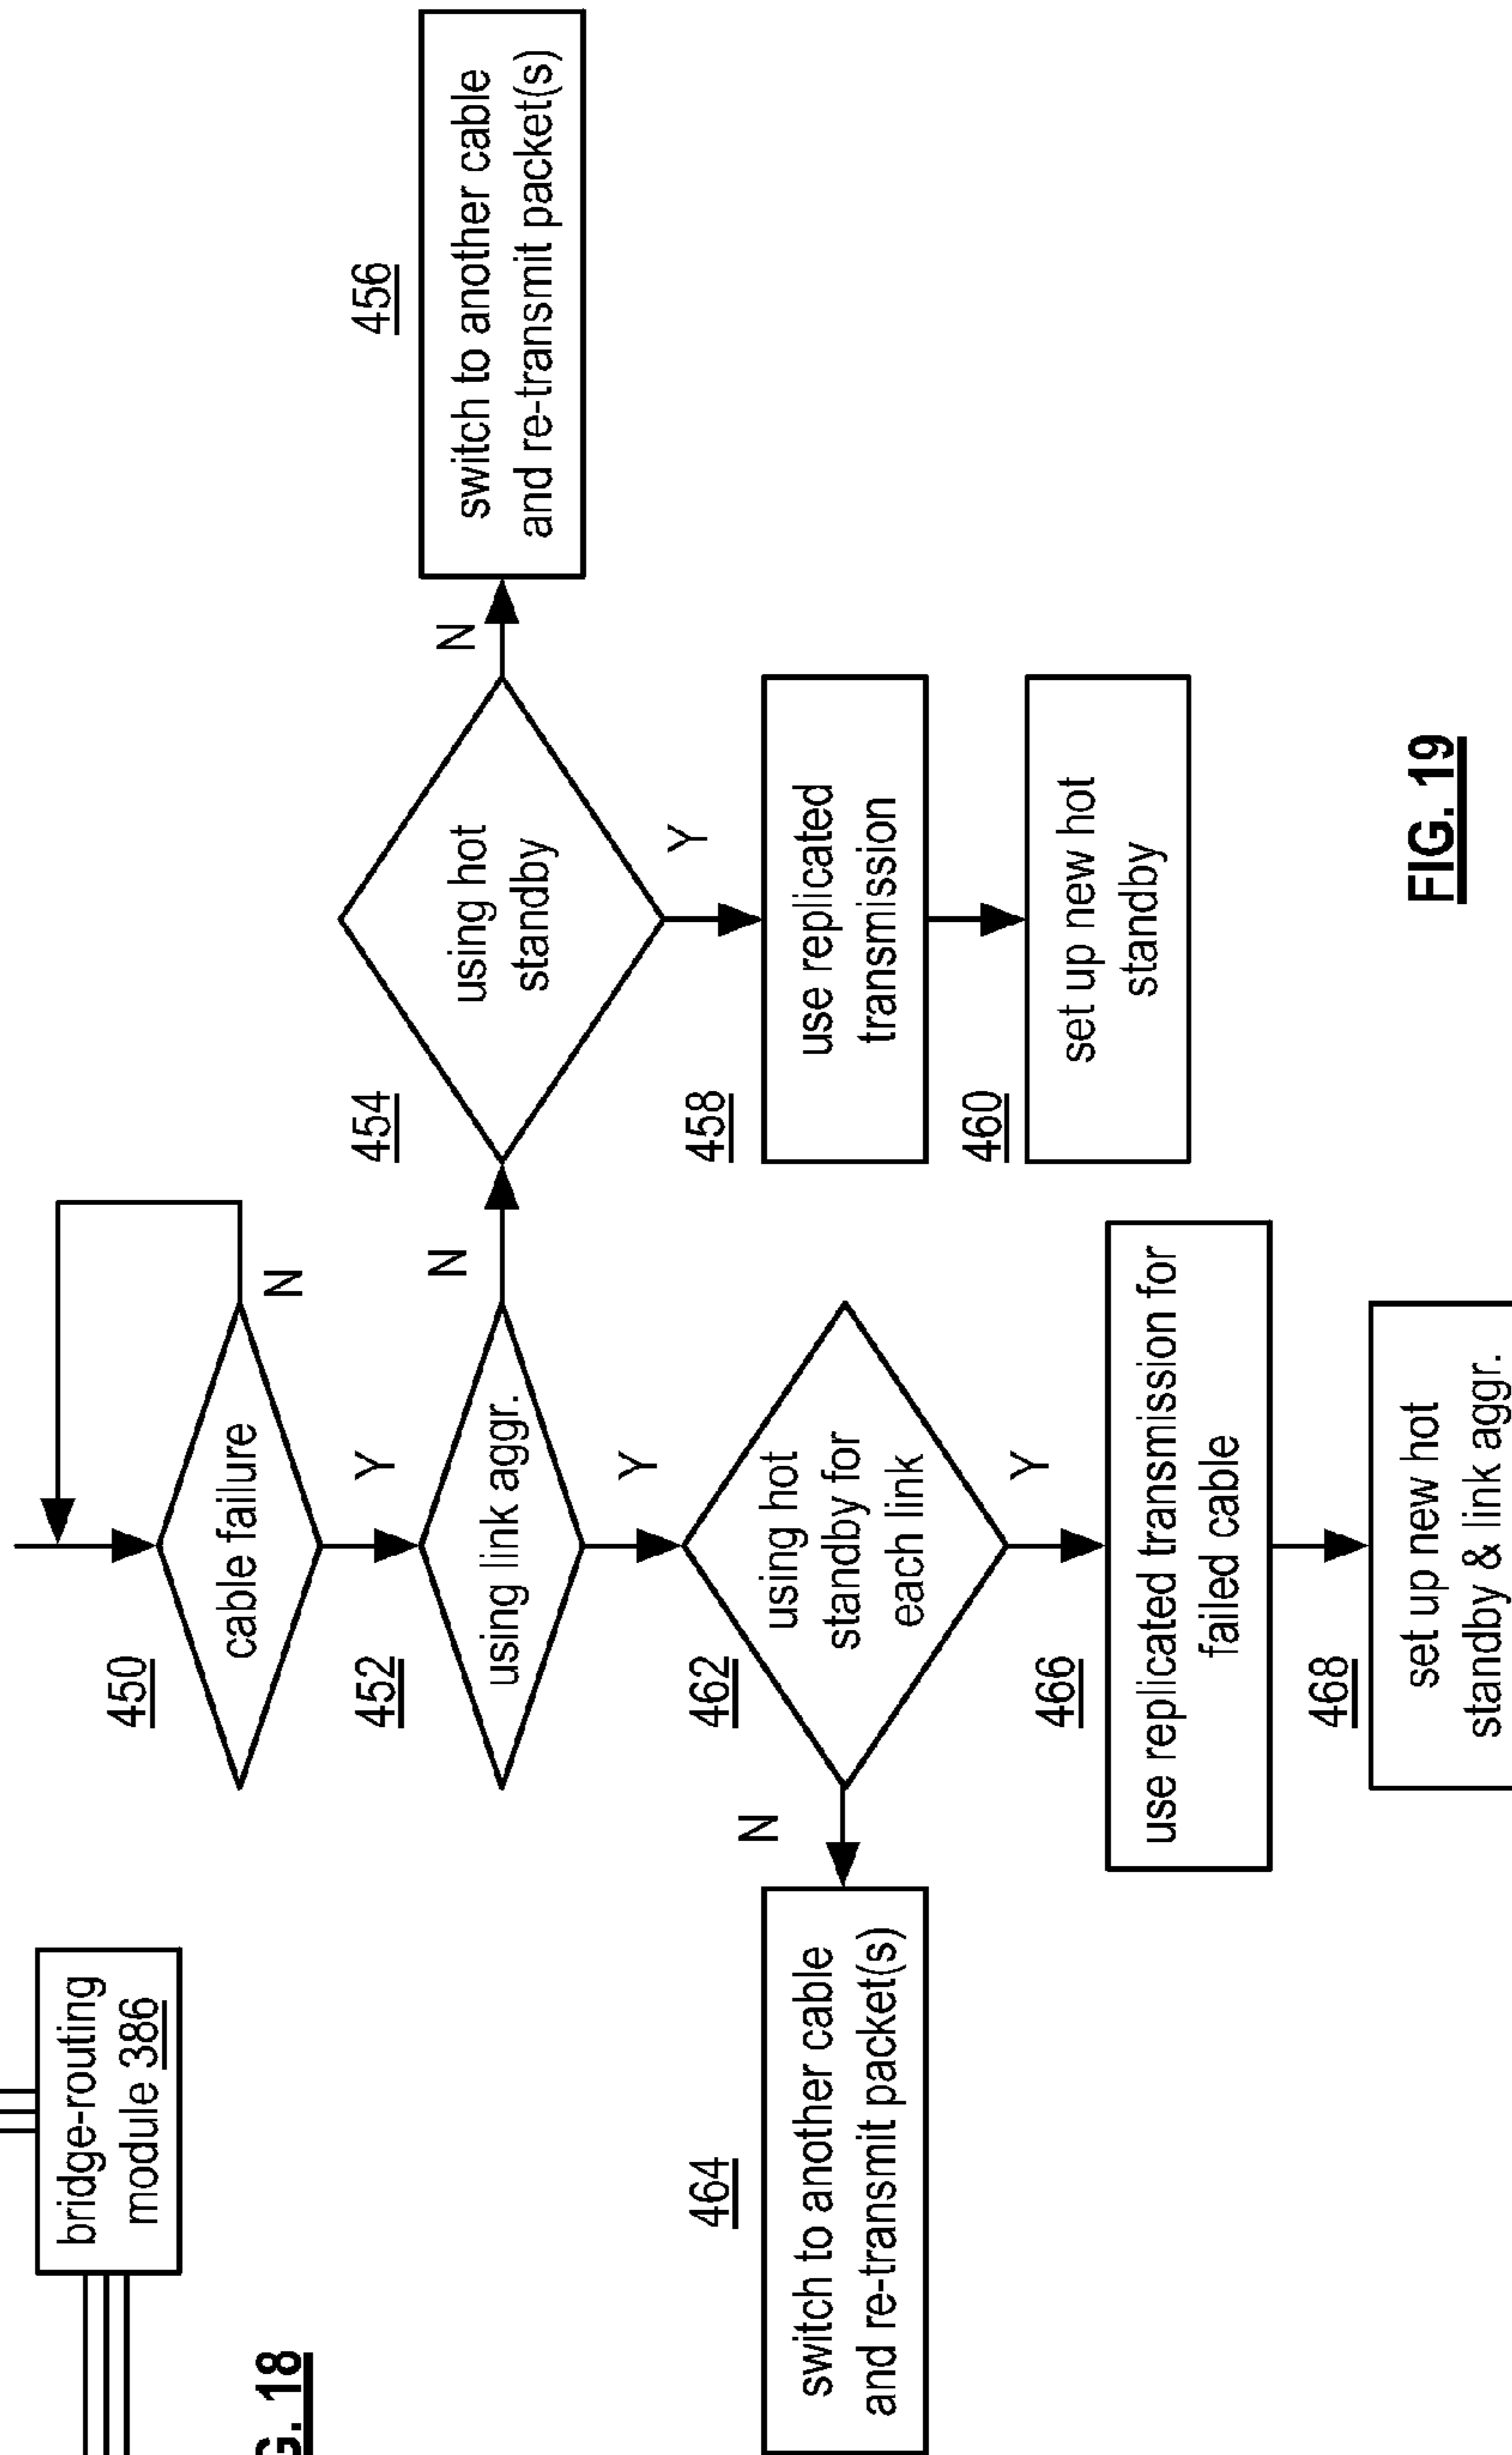 bridge-routing
module 386
G. 18
450
cable failure
N
Y
452
using link aggr.
N
Y
454
using hot
standby
N
Y
456
switch to another cable
and re-transmit packet(s)
458
use replicated
transmission
460
set up new hot
standby
462
using hot
standby for
each link
N
Y
464
switch to another cable
and re-transmit packet(s)
466
use replicated transmission for
failed cable
468
set up new hot
standby & link aggr.
FIG. 19